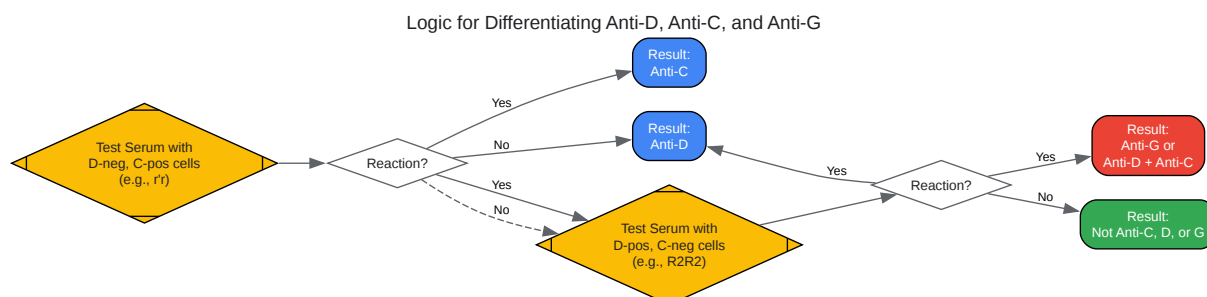 Logic for Differentiating Anti-D, Anti-C, and Anti-G
Result:
Anti-C
Yes
Test Serum with
D-neg, C-pos cells
(e.g., r'r)
Reaction?
No
Result:
Anti-D
Yes
No
Test Serum with
D-pos, C-neg cells
(e.g., R2R2)
Yes
Reaction?
Yes
Result:
Anti-G or
Anti-D + Anti-C
No
Result:
Not Anti-C, D, or G